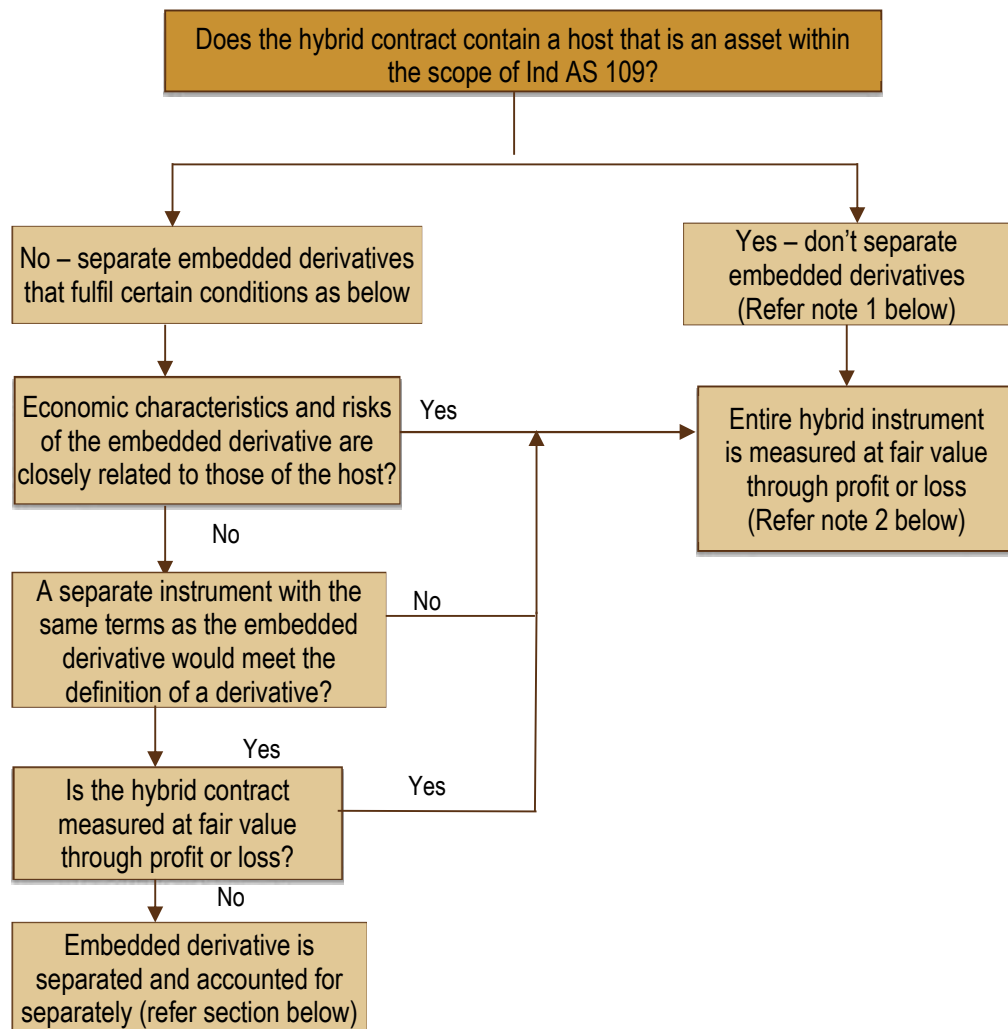 Does the hybrid contract contain a host that is an asset within
the scope of Ind AS 109?
No – separate embedded derivatives
that fulfil certain conditions as below
Yes – don't separate
embedded derivatives
(Refer note 1 below)
Economic characteristics and risks
of the embedded derivative are
closely related to those of the host?
Yes
Entire hybrid instrument
is measured at fair value
through profit or loss
(Refer note 2 below)
No
A separate instrument with the
same terms as the embedded
derivative would meet the
definition of a derivative?
No
Yes
Is the hybrid contract
measured at fair value
through profit or loss?
Yes
No
Embedded derivative is
separated and accounted for
separately (refer section below)